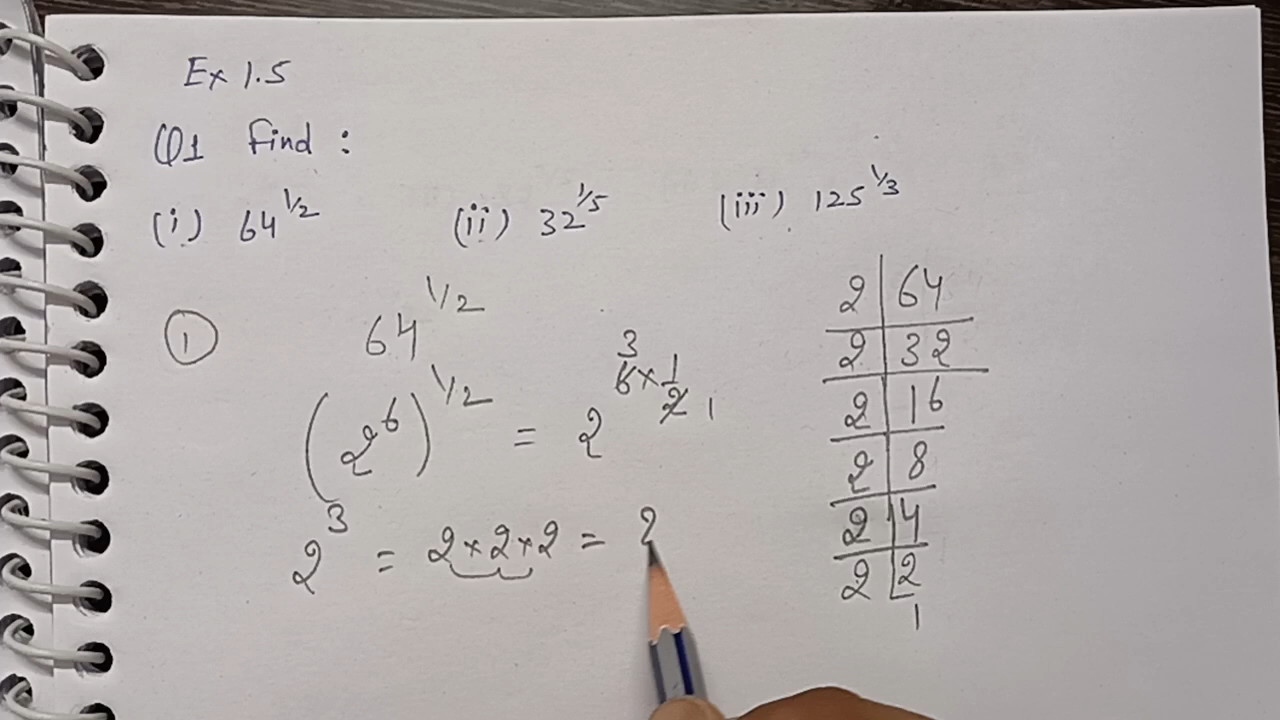 Ex 1.5
Q1 Find :
(i) 64^1/2 (ii) 32^1/5 (iii) 125^1/3
① 64^1/2
(2^6)^1/2 = 2^6×1/2 3 1
2^3 = 2×2×2 =
2 | 64
2 | 32
2 | 16
2 | 8
2 | 4
2 | 2
1